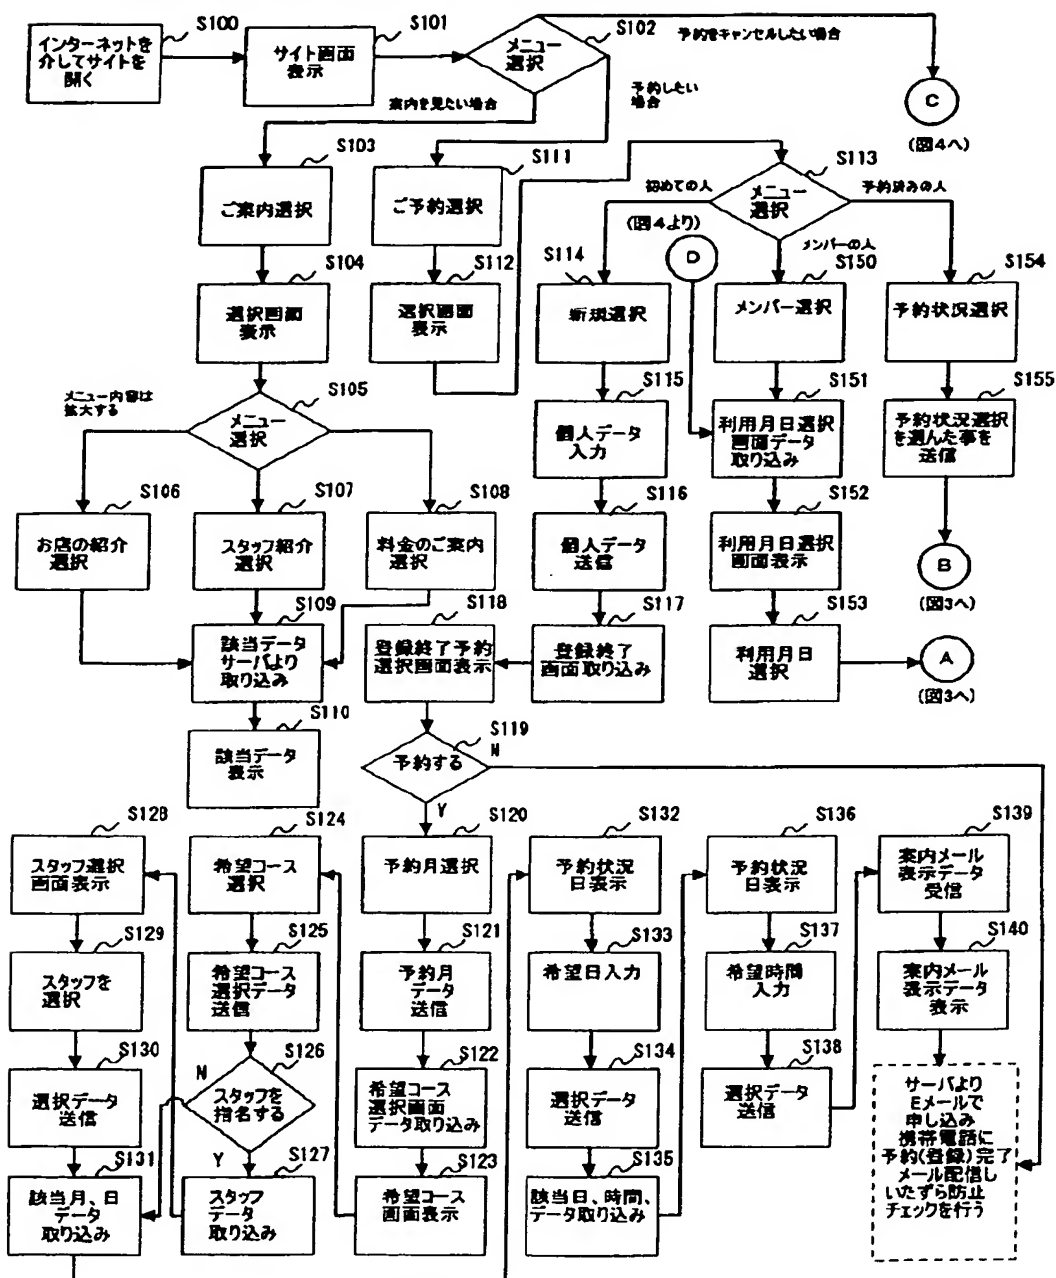 S100
インターネットを
介してサイトを
開く
S101
サイト画面
表示
S102
メニュー
選択
予約をキャンセルしたい場合
C
(図4へ)
案内を見たい場合
予約したい
場合
S103
ご案内選択
S111
ご予約選択
S113
メニュー
選択
初めての人
予約済みの人
メンバーの人
(図4より)
D
S104
選択画面
表示
S112
選択画面
表示
S114
新規選択
S150
メンバー選択
S154
予約状況選択
S105
メニュー
選択
メニュー内容は
拡大する
S115
個人データ
入力
S151
利用月日選択
画面データ
取り込み
S155
予約状況選択
を選んだ事を
送信
S106
お店の紹介
選択
S107
スタッフ紹介
選択
S108
料金のご案内
選択
S116
個人データ
送信
S152
利用月日選択
画面表示
B
(図3へ)
S109
該当データ
サーバより
取り込み
S118
登録終了予約
選択画面表示
S117
登録終了
画面取り込み
S153
利用月日
選択
A
(図3へ)
S110
該当データ
表示
S119
予約する
N
Y
S128
スタッフ選択
画面表示
S124
希望コース
選択
S120
予約月選択
S132
予約状況
日表示
S136
予約状況
日表示
S139
案内メール
表示データ
受信
S129
スタッフを
選択
S125
希望コース
選択データ
送信
S121
予約月
データ
送信
S133
希望日入力
S137
希望時間
入力
S140
案内メール
表示データ
表示
S130
選択データ
送信
S126
スタッフを
指名する
N
Y
S122
希望コース
選択画面
データ取り込み
S134
選択データ
送信
S138
選択データ
送信
サーバより
Eメールで
申し込み
携帯電話に
予約(登録)完了
メール配信し
いたずら防止
チェックを行う
S131
該当月、日
データ
取り込み
S127
スタッフ
データ
取り込み
S123
希望コース
画面表示
S135
該当日、時間、
データ取り込み